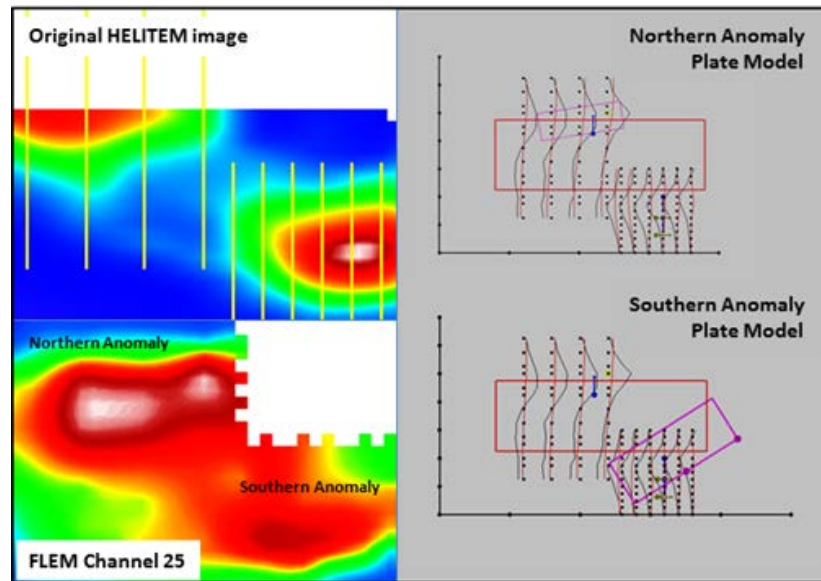 Original HELITEM image
Northern Anomaly
Plate Model
Northern Anomaly
Southern Anomaly
FLEM Channel 25
Southern Anomaly
Plate Model